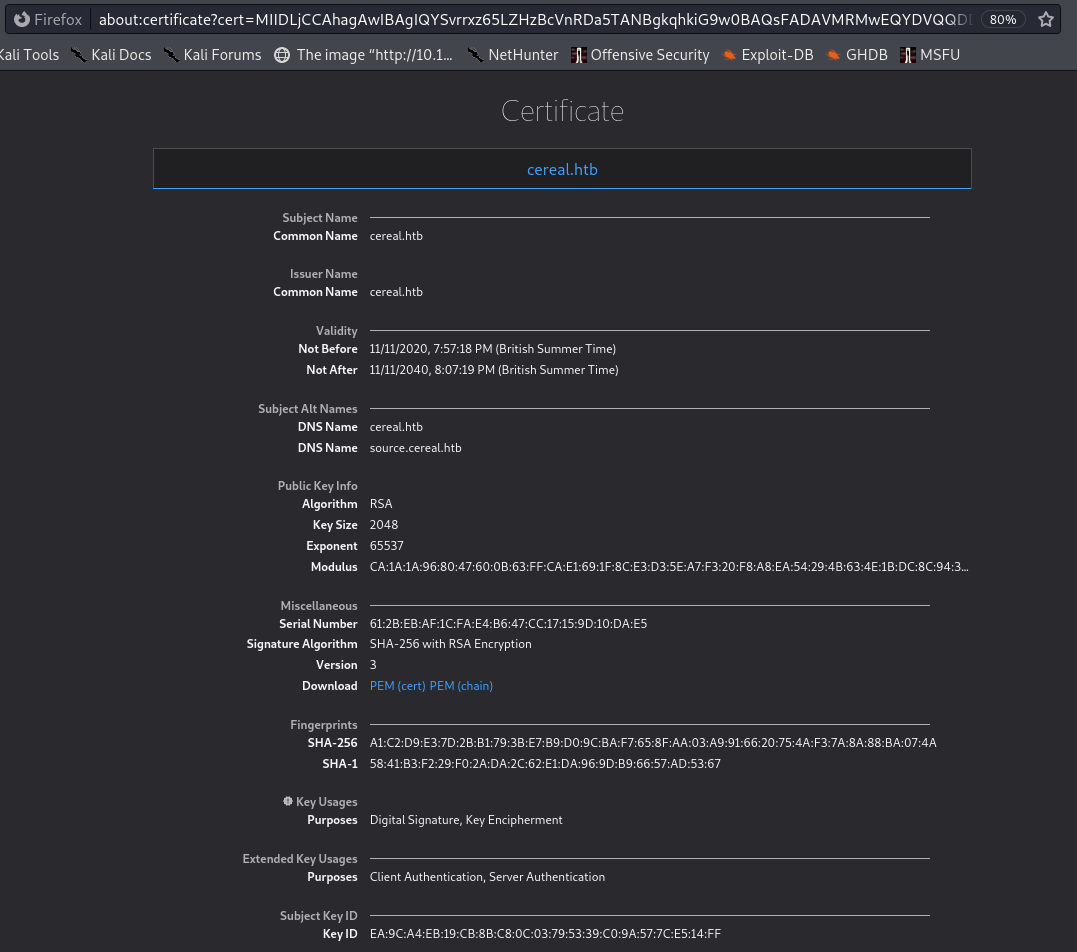 Firefox about:certificate?cert=MIIDLjCCAhagAwIBAgIQYSvrrxz65LZHzBcVnRDa5TANBgkqhkiG9w0BAQsFADAVMRMwEQYDVQQD 80%
Kali Tools Kali Docs Kali Forums The image “http://10.1... NetHunter Offensive Security Exploit-DB GHDB MSFU
Certificate
cereal.htb
Subject Name
Common Name cereal.htb
Issuer Name
Common Name cereal.htb
Validity
Not Before 11/11/2020, 7:57:18 PM (British Summer Time)
Not After 11/11/2040, 8:07:19 PM (British Summer Time)
Subject Alt Names
DNS Name cereal.htb
DNS Name source.cereal.htb
Public Key Info
Algorithm RSA
Key Size 2048
Exponent 65537
Modulus CA:1A:1A:96:80:47:60:0B:63:FF:CA:E1:69:1F:8C:E3:D3:5E:A7:F3:20:F8:A8:EA:54:29:4B:63:4E:1B:DC:8C:94:3...
Miscellaneous
Serial Number 61:2B:EB:AF:1C:FA:E4:B6:47:CC:17:15:9D:10:DA:E5
Signature Algorithm SHA-256 with RSA Encryption
Version 3
Download PEM (cert) PEM (chain)
Fingerprints
SHA-256 A1:C2:D9:E3:7D:2B:B1:79:3B:E7:B9:D0:9C:BA:F7:65:8F:AA:03:A9:91:66:20:75:4A:F3:7A:8A:88:BA:07:4A
SHA-1 58:41:B3:F2:29:F0:2A:DA:2C:62:E1:DA:96:9D:B9:66:57:AD:53:67
Key Usages
Purposes Digital Signature, Key Encipherment
Extended Key Usages
Purposes Client Authentication, Server Authentication
Subject Key ID
Key ID EA:9C:A4:EB:19:CB:8B:C8:0C:03:79:53:39:C0:9A:57:7C:E5:14:FF